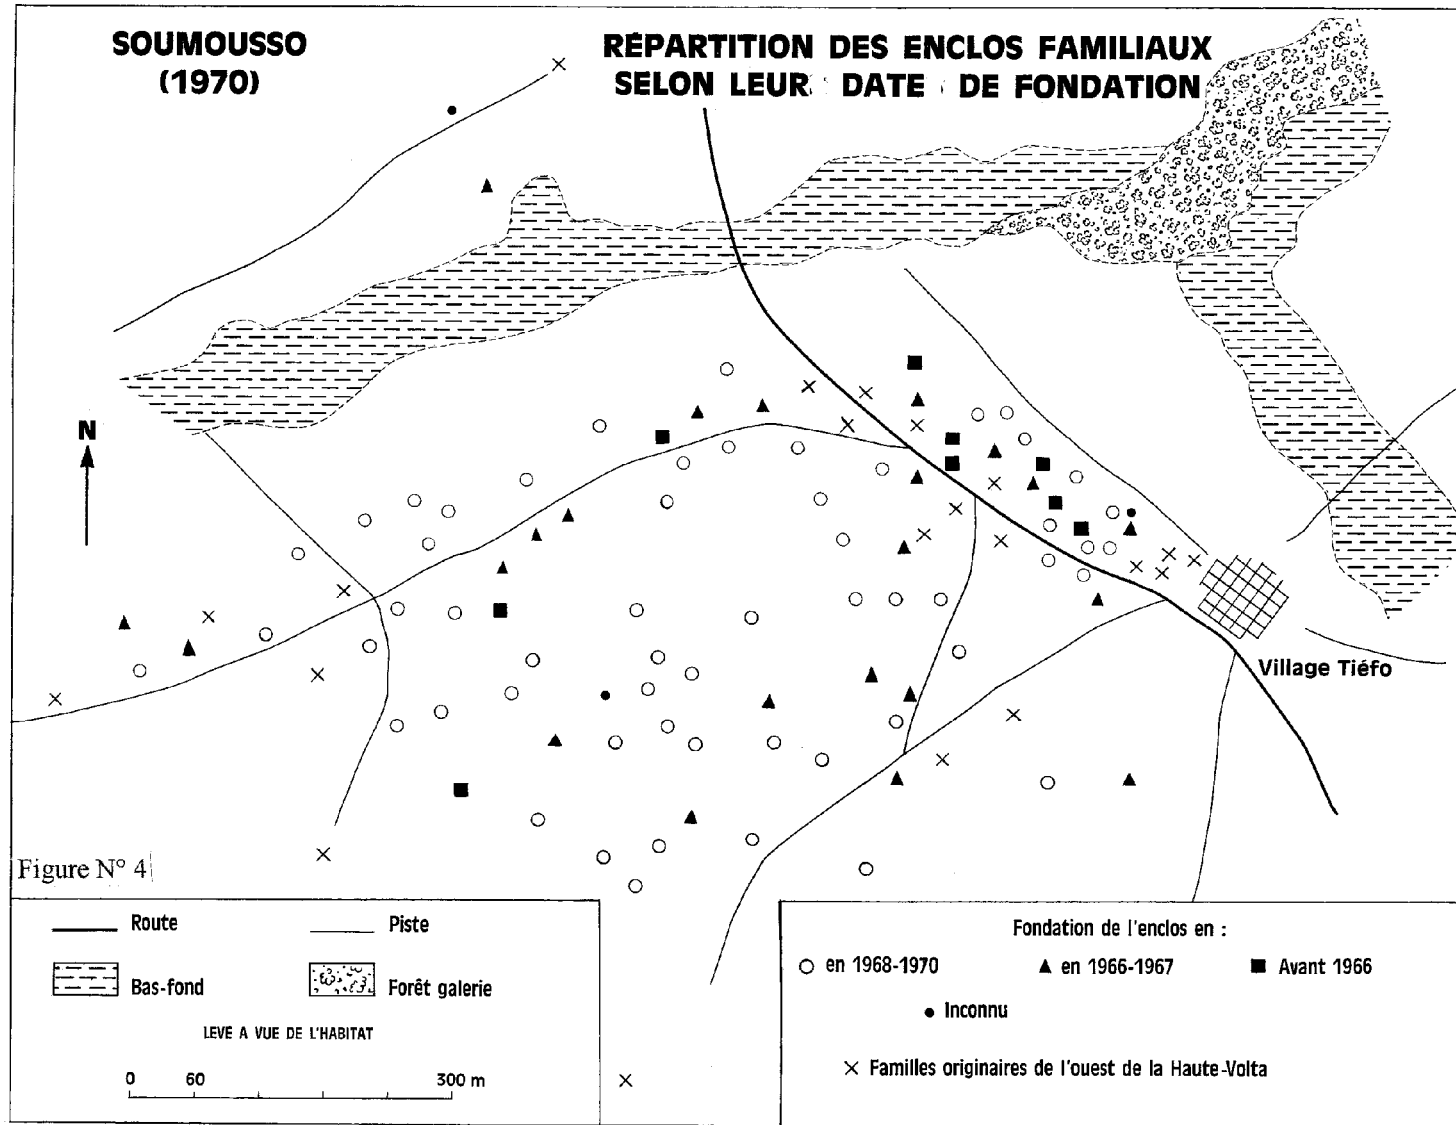 SOUMOUSSO
(1970)
RÉPARTITION DES ENCLOS FAMILIAUX
SELON LEUR DATE DE FONDATION
N
Village Tiéfo
Figure N° 4
Route
Piste
Bas-fond
Forêt galerie
LEVE A VUE DE L'HABITAT
0 60 300 m
Fondation de l'enclos en :
en 1968-1970
en 1966-1967
Avant 1966
Inconnu
Familles originaires de l'ouest de la Haute-Volta